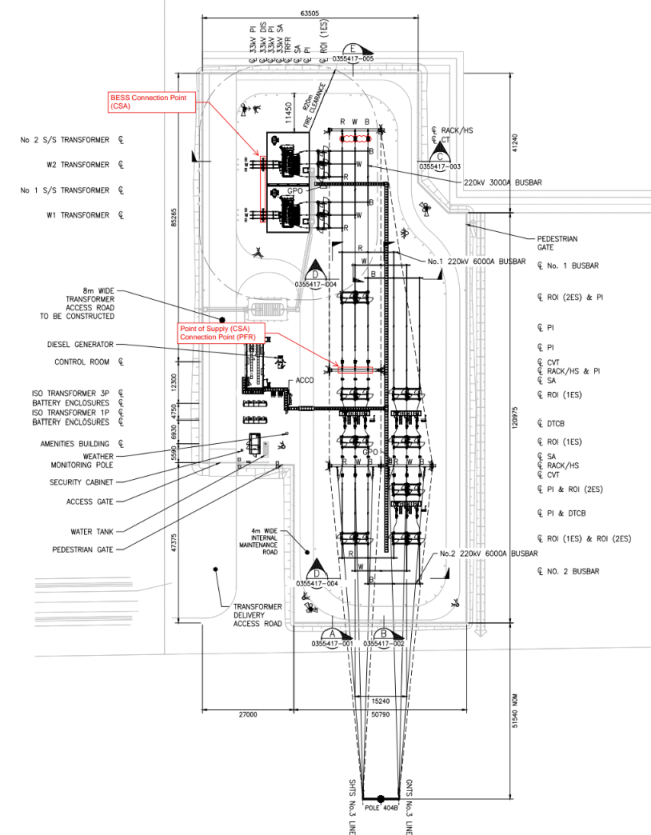 63505
33kV PI
33kV DIS
33kV PI
33kV SA
TRFR
SA
PI
ROI (1ES)
E
0355417-005
BESS Connection Point
(CSA)
11450
R20m
FIRE CLEARANCE
41240
R W B
RACK/HS
CT
C
0355417-003
No 2 S/S TRANSFORMER
W2 TRANSFORMER
No 1 S/S TRANSFORMER
W1 TRANSFORMER
B
W
R
GPO
220kV 3000A BUSBAR
B
W
R
85265
PEDESTRIAN
GATE
R
No.1 220kV 6000A BUSBAR
W
B
No. 1 BUSBAR
D
0355417-004
8m WIDE
TRANSFORMER
ACCESS ROAD
TO BE CONSTRUCTED
ROI (2ES) & PI
Point of Supply (CSA)
Connection Point (PFR)
PI
DIESEL GENERATOR
PI
CONTROL ROOM
CVT
RACK/HS & PI
SA
12300
ACCO
ISO TRANSFORMER 3P
BATTERY ENCLOSURES
ISO TRANSFORMER 1P
BATTERY ENCLOSURES
ROI (1ES)
4750
120975
DTCB
6930
AMENITIES BUILDING
ROI (1ES)
5590
WEATHER
MONITORING POLE
GPO
SA
RACK/HS
CVT
R W B R W B
SECURITY CABINET
ACCESS GATE
PI & ROI (2ES)
PI & DTCB
WATER TANK
PEDESTRIAN GATE
4m WIDE
INTERNAL
MAINTENANCE
ROAD
ROI (1ES) & ROI (2ES)
47375
R
No.2 220kV 6000A BUSBAR
W
B
No. 2 BUSBAR
D
0355417-004
TRANSFORMER
DELIVERY
ACCESS ROAD
A
0355417-001
B
0355417-002
15240
27000
50790
51540 NOM
SHTS No.3 LINE
POLE 404B
GNTS No.3 LINE